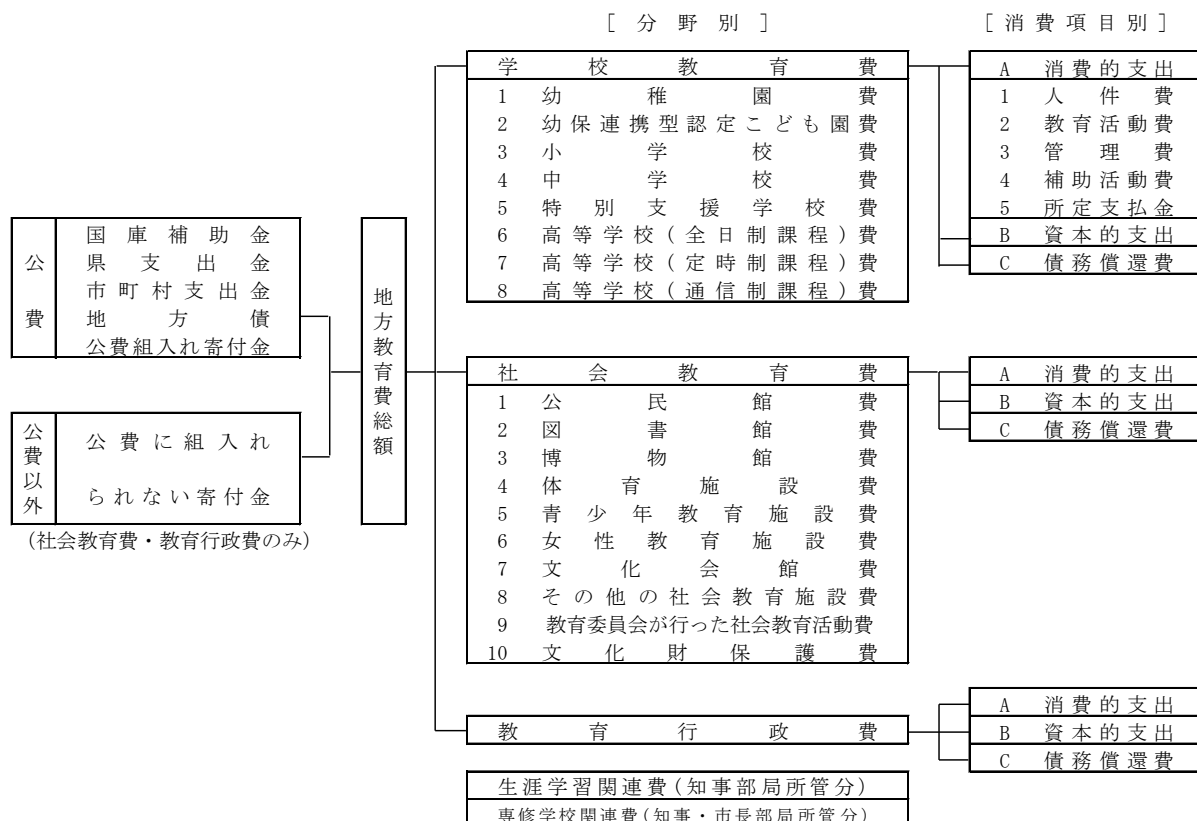 [ 分野別 ]
[ 消費項目別 ]
公費
国庫補助金
県支出金
市町村支出金
地方債
公費組入れ寄付金
公費以外
公費に組入れ
られない寄付金
(社会教育費・教育行政費のみ)
地方教育費総額
学校教育費
1 幼稚園費
2 幼保連携型認定こども園費
3 小学校費
4 中学校費
5 特別支援学校費
6 高等学校(全日制課程)費
7 高等学校(定時制課程)費
8 高等学校(通信制課程)費
A 消費的支出
1 人件費
2 教育活動費
3 管理費
4 補助活動費
5 所定支払金
B 資本的支出
C 債務償還費
社会教育費
1 公民館費
2 図書館費
3 博物館費
4 体育施設費
5 青少年教育施設費
6 女性教育施設費
7 文化会館費
8 その他の社会教育施設費
9 教育委員会が行った社会教育活動費
10 文化財保護費
A 消費的支出
B 資本的支出
C 債務償還費
教育行政費
A 消費的支出
B 資本的支出
C 債務償還費
生涯学習関連費(知事部局所管分)
専修学校関連費(知事・市長部局所管分)